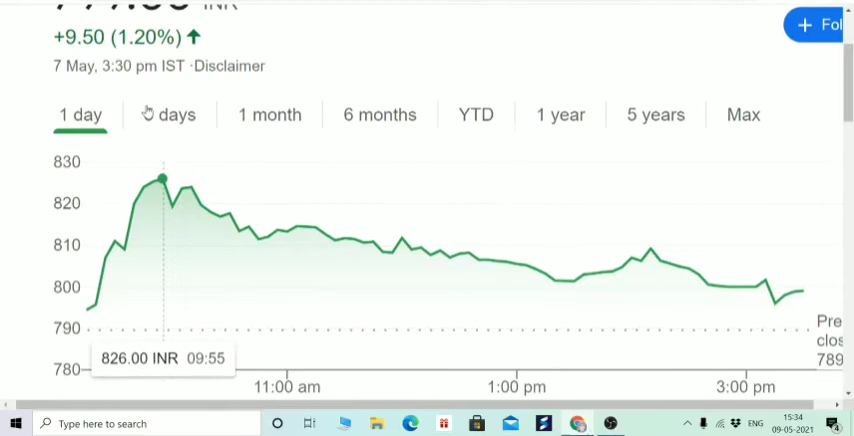 INR
+ Fol
+9.50 (1.20%) ↑
7 May, 3:30 pm IST ·Disclaimer
1 day days 1 month 6 months YTD 1 year 5 years Max
830
820
810
800
790
Pre
clos
789
780
826.00 INR 09:55
11:00 am 1:00 pm 3:00 pm
Type here to search
ENG
15:34
09-05-2021
4